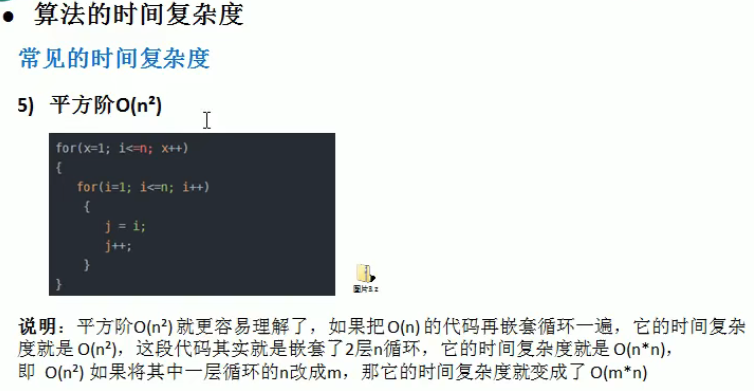 ● 算法的时间复杂度
常见的时间复杂度
5) 平方阶O(n²)
for(x=1; i<=n; x++)
{
for(i=1; i<=n; i++)
{
j = i;
j++;
}
}
说明：平方阶O(n²) 就更容易理解了，如果把 O(n) 的代码再嵌套循环一遍，它的时间复杂
度就是 O(n²)，这段代码其实就是嵌套了2层n循环，它的时间复杂度就是 O(n*n)，
即 O(n²) 如果将其中一层循环的n改成m，那它的时间复杂度就变成了 O(m*n)